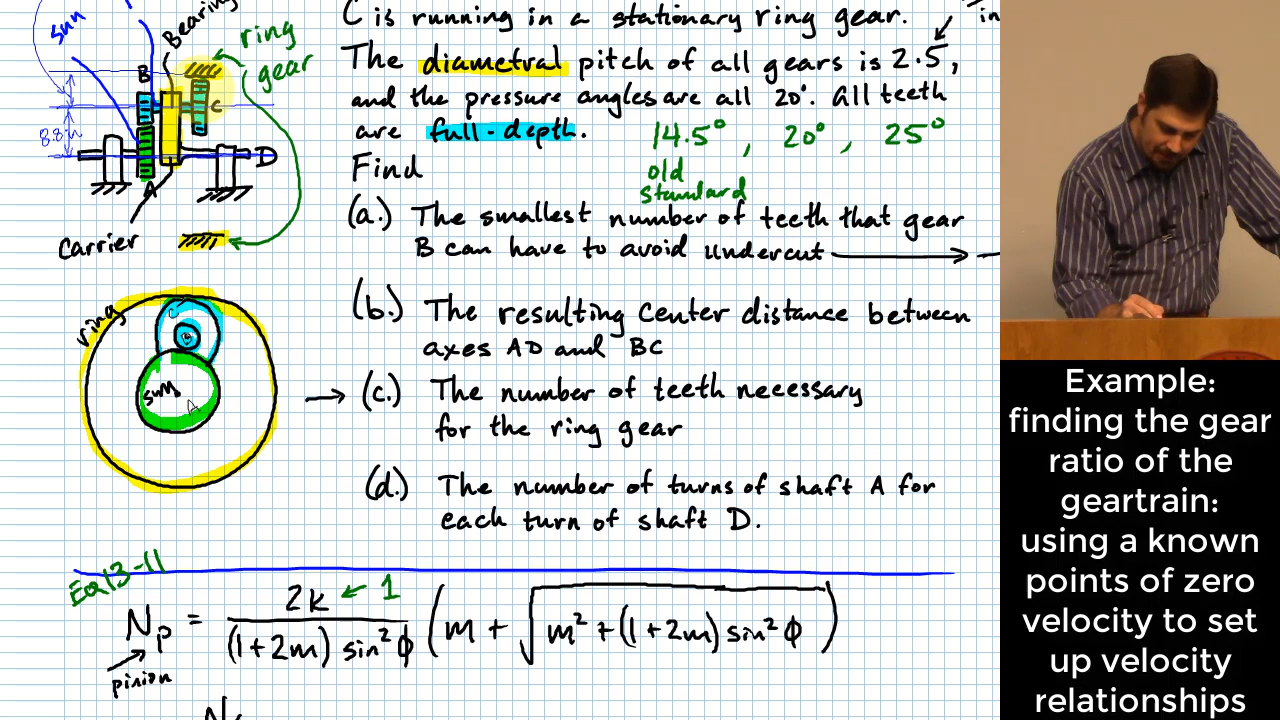 C is running in a stationary ring gear.
The diametral pitch of all gears is 2.5,
and the pressure angles are all 20°. All teeth
are full-depth.
14.5°, 20°, 25°
old
standard
Find
(a.) The smallest number of teeth that gear
B can have to avoid undercut
(b.) The resulting center distance between
axes AD and BC
(c.) The number of teeth necessary
for the ring gear
(d.) The number of turns of shaft A for
each turn of shaft D.
sun
Bearing
ring
gear
B
C
D
A
Carrier
ring
C
B
sun
A
Eq 13-11
Np = 2k / (1+2m) sin²φ (m + √m² + (1+2m) sin²φ)
1
pinion
Example:
finding the gear
ratio of the
geartrain:
using a known
points of zero
velocity to set
up velocity
relationships